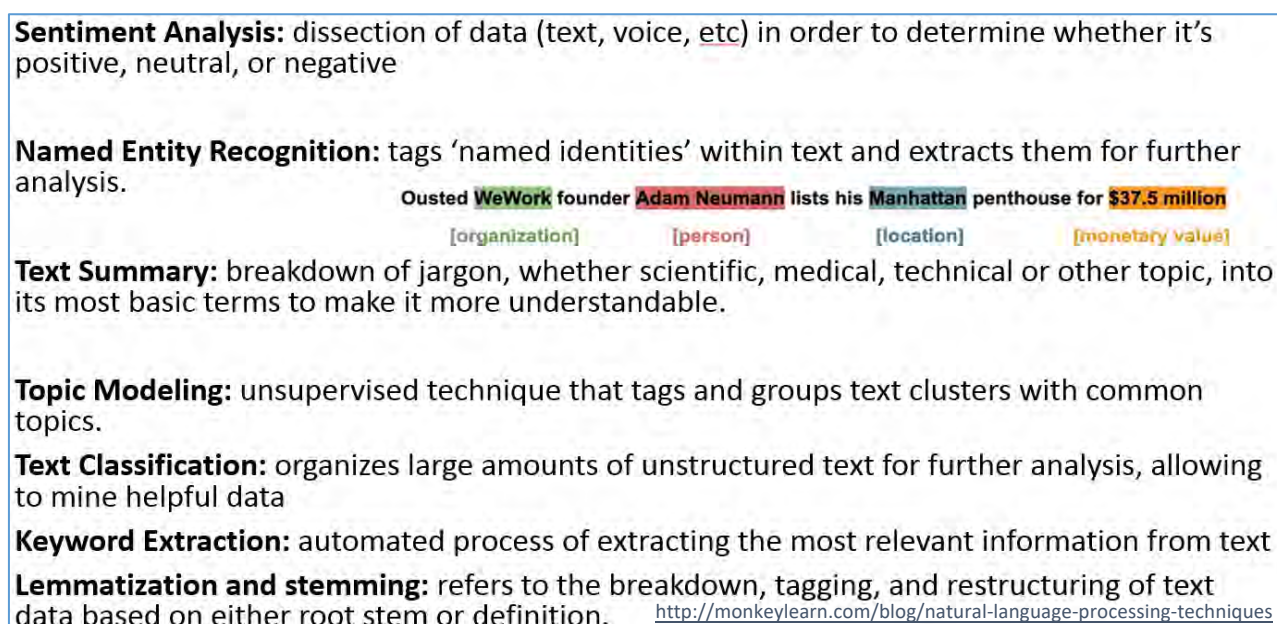 Sentiment Analysis: dissection of data (text, voice, etc) in order to determine whether it’s
positive, neutral, or negative
Named Entity Recognition: tags ‘named identities’ within text and extracts them for further
analysis.
Ousted WeWork founder Adam Neumann lists his Manhattan penthouse for $37.5 million
[organization] [person] [location] [monetary value]
Text Summary: breakdown of jargon, whether scientific, medical, technical or other topic, into
its most basic terms to make it more understandable.
Topic Modeling: unsupervised technique that tags and groups text clusters with common
topics.
Text Classification: organizes large amounts of unstructured text for further analysis, allowing
to mine helpful data
Keyword Extraction: automated process of extracting the most relevant information from text
Lemmatization and stemming: refers to the breakdown, tagging, and restructuring of text
data based on either root stem or definition. http://monkeylearn.com/blog/natural-language-processing-techniques